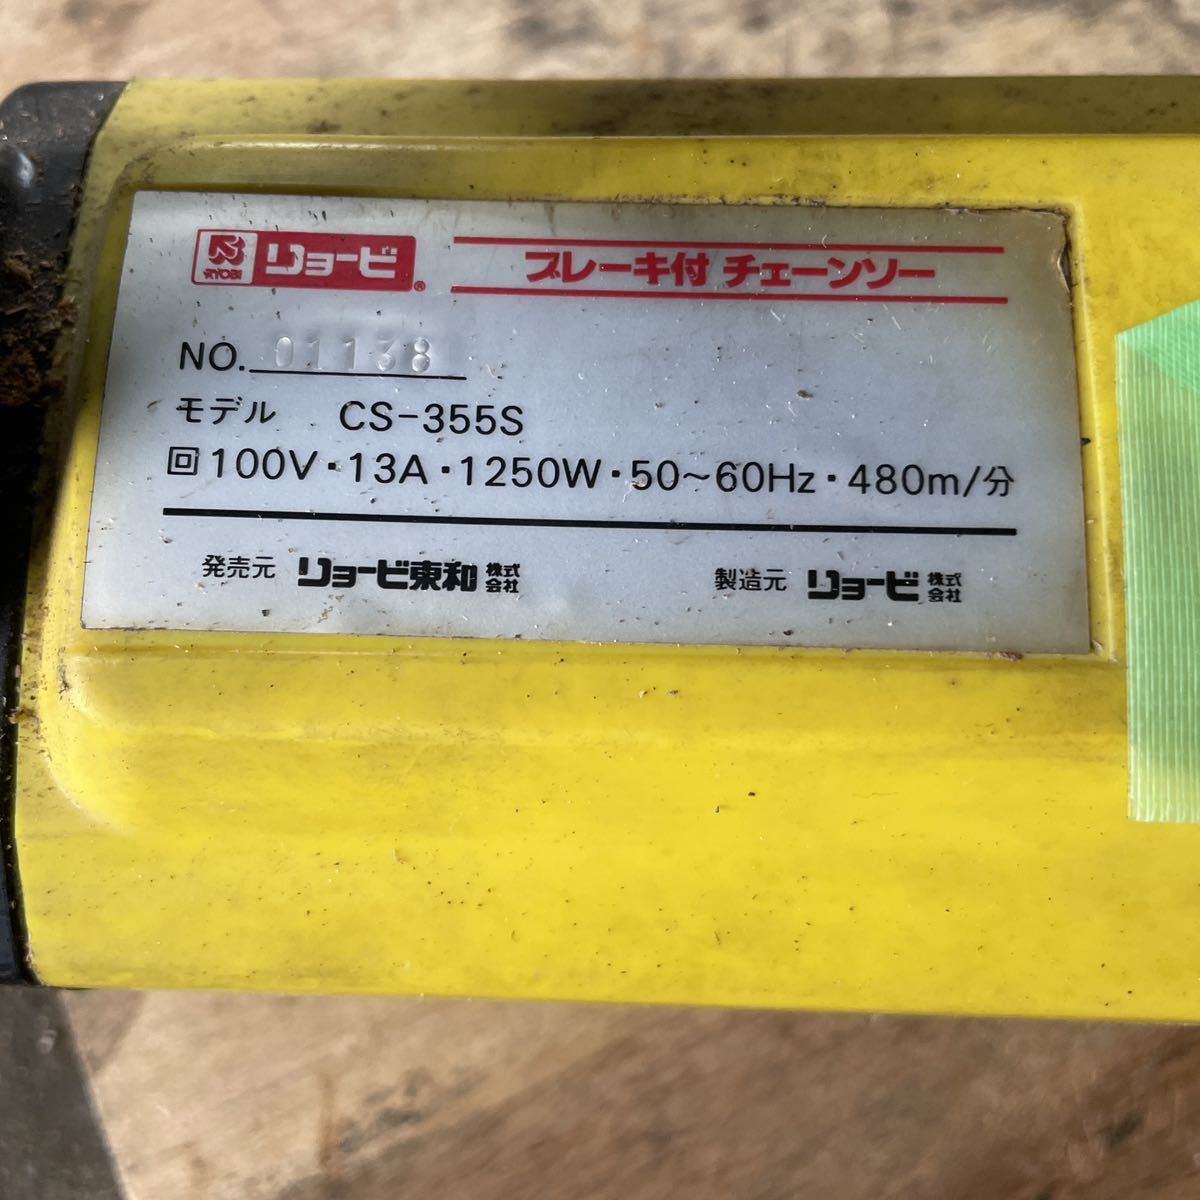 RYOBI リョービ® ブレーキ付 チェーンソー
NO. 01138
モデル CS-355S
回 100V・13A・1250W・50~60Hz・480m/分
発売元 リョービ東和株式会社 製造元 リョービ株式会社